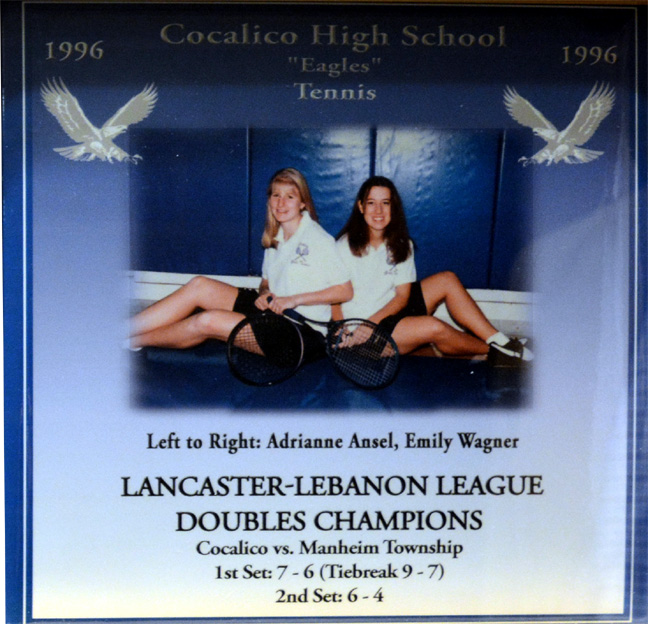 Cocalico High School
1996
1996
"Eagles"
Tennis
Left to Right: Adrianne Ansel, Emily Wagner
LANCASTER-LEBANON LEAGUE
DOUBLES CHAMPIONS
Cocalico vs. Manheim Township
1st Set: 7 - 6 (Tiebreak 9 - 7)
2nd Set: 6 - 4